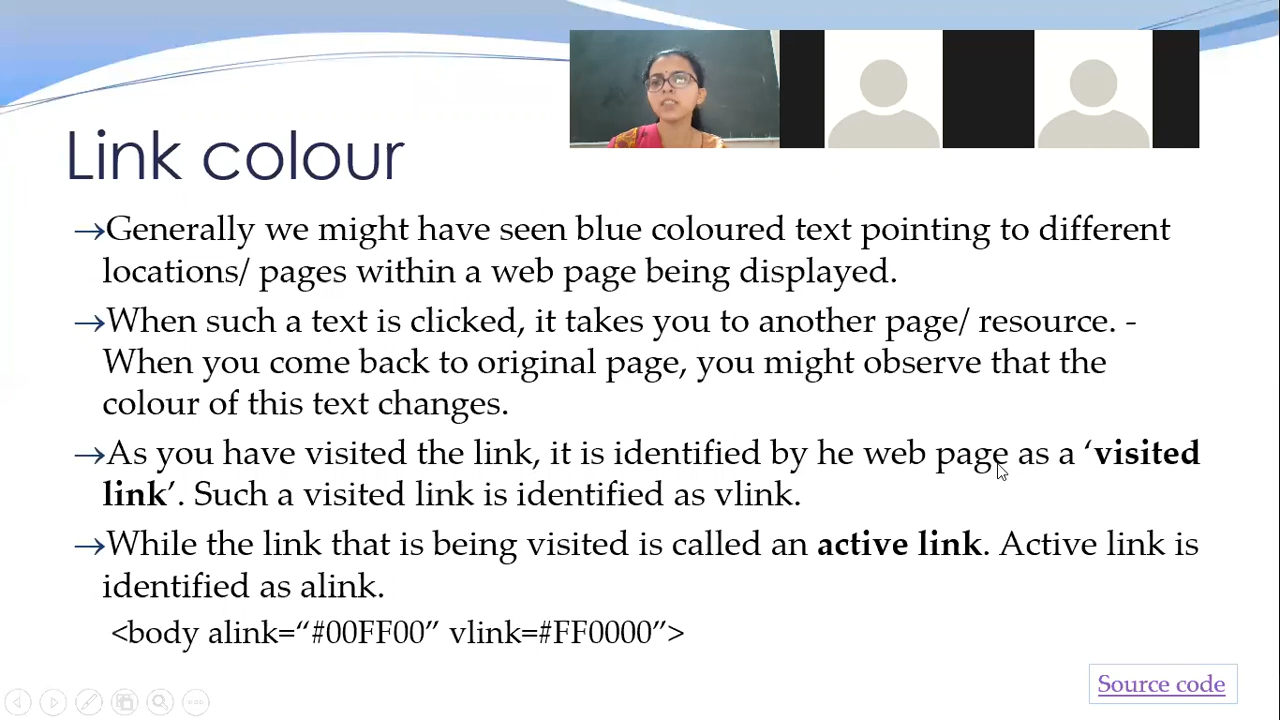 Link colour
→Generally we might have seen blue coloured text pointing to different
locations/ pages within a web page being displayed.
→When such a text is clicked, it takes you to another page/ resource. -
When you come back to original page, you might observe that the
colour of this text changes.
→As you have visited the link, it is identified by he web page as a ‘visited
link’. Such a visited link is identified as vlink.
→While the link that is being visited is called an active link. Active link is
identified as alink.
<body alink=“#00FF00” vlink=#FF0000”>
Source code